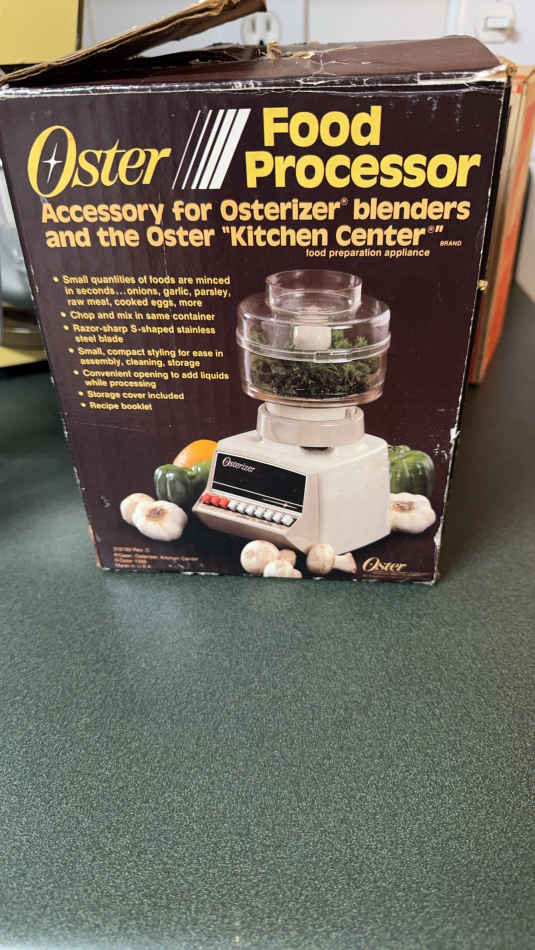 Oster
Food
Processor
Accessory for Osterizer® blenders
and the Oster "Kitchen Center®"
BRAND
food preparation appliance
• Small quantities of foods are minced
in seconds...onions, garlic, parsley,
raw meat, cooked eggs, more
• Chop and mix in same container
• Razor-sharp S-shaped stainless
steel blade
• Small, compact styling for ease in
assembly, cleaning, storage
• Convenient opening to add liquids
while processing
• Storage cover included
• Recipe booklet
Osterizer
Oster
Made in U.S.A.